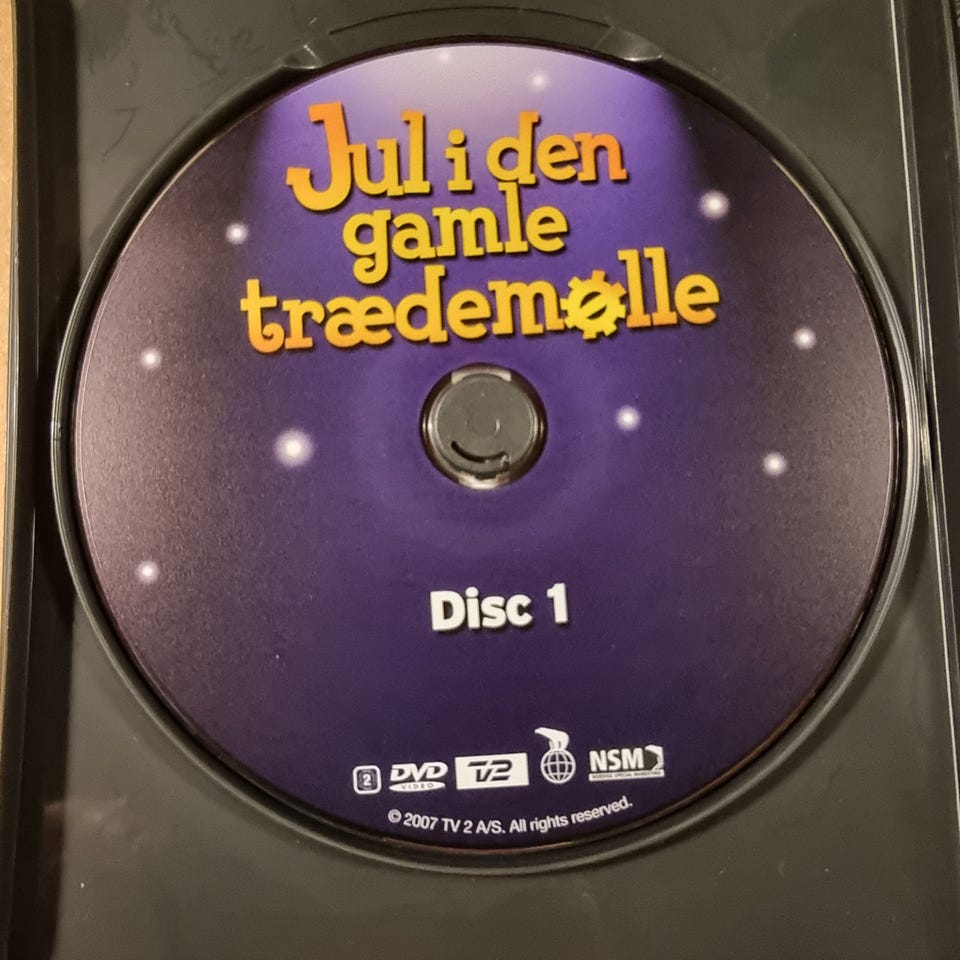 Jul i den
gamle
trædemølle
Disc 1
2 DVD VIDEO TV2 NSM
NORDISK SPECIAL MARKETING
© 2007 TV 2 A/S. All rights reserved.